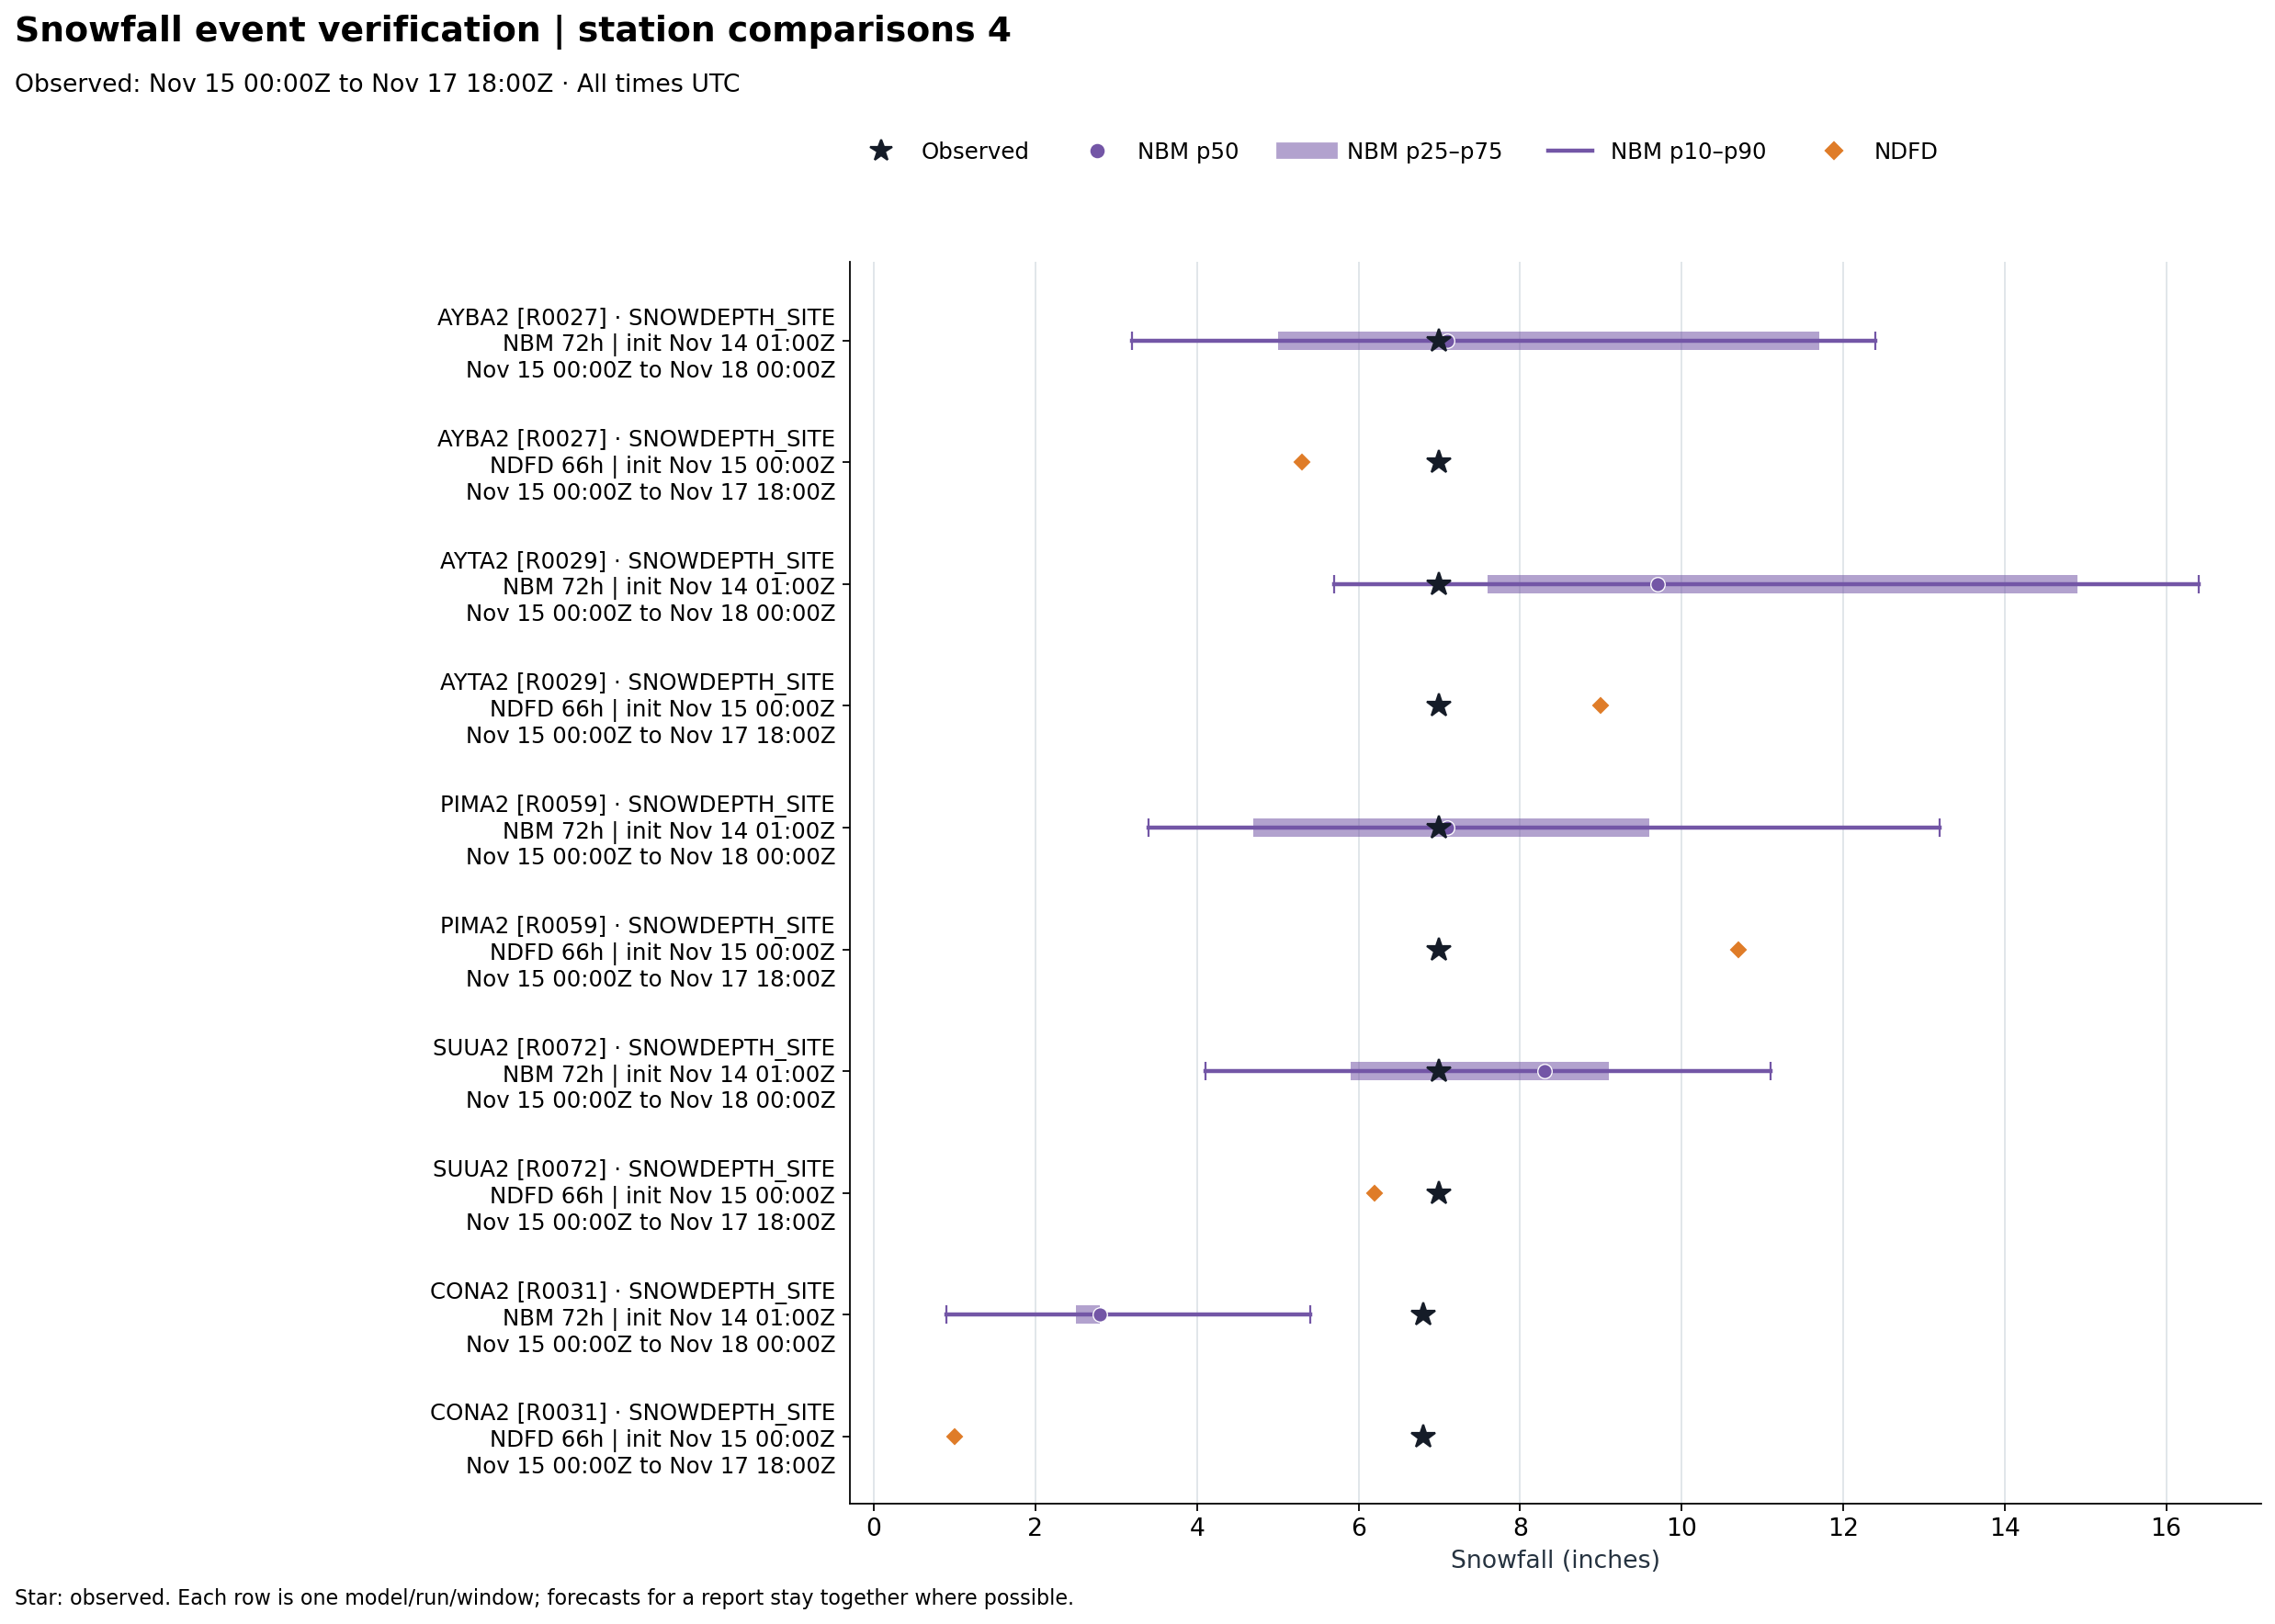 Snowfall event verification | station comparisons 4
Observed: Nov 15 00:00Z to Nov 17 18:00Z · All times UTC
Observed NBM p50 NBM p25–p75 NBM p10–p90 NDFD
AYBA2 [R0027] · SNOWDEPTH_SITE
NBM 72h | init Nov 14 01:00Z
Nov 15 00:00Z to Nov 18 00:00Z
AYBA2 [R0027] · SNOWDEPTH_SITE
NDFD 66h | init Nov 15 00:00Z
Nov 15 00:00Z to Nov 17 18:00Z
AYTA2 [R0029] · SNOWDEPTH_SITE
NBM 72h | init Nov 14 01:00Z
Nov 15 00:00Z to Nov 18 00:00Z
AYTA2 [R0029] · SNOWDEPTH_SITE
NDFD 66h | init Nov 15 00:00Z
Nov 15 00:00Z to Nov 17 18:00Z
PIMA2 [R0059] · SNOWDEPTH_SITE
NBM 72h | init Nov 14 01:00Z
Nov 15 00:00Z to Nov 18 00:00Z
PIMA2 [R0059] · SNOWDEPTH_SITE
NDFD 66h | init Nov 15 00:00Z
Nov 15 00:00Z to Nov 17 18:00Z
SUUA2 [R0072] · SNOWDEPTH_SITE
NBM 72h | init Nov 14 01:00Z
Nov 15 00:00Z to Nov 18 00:00Z
SUUA2 [R0072] · SNOWDEPTH_SITE
NDFD 66h | init Nov 15 00:00Z
Nov 15 00:00Z to Nov 17 18:00Z
CONA2 [R0031] · SNOWDEPTH_SITE
NBM 72h | init Nov 14 01:00Z
Nov 15 00:00Z to Nov 18 00:00Z
CONA2 [R0031] · SNOWDEPTH_SITE
NDFD 66h | init Nov 15 00:00Z
Nov 15 00:00Z to Nov 17 18:00Z
0 2 4 6 8 10 12 14 16
Snowfall (inches)
Star: observed. Each row is one model/run/window; forecasts for a report stay together where possible.